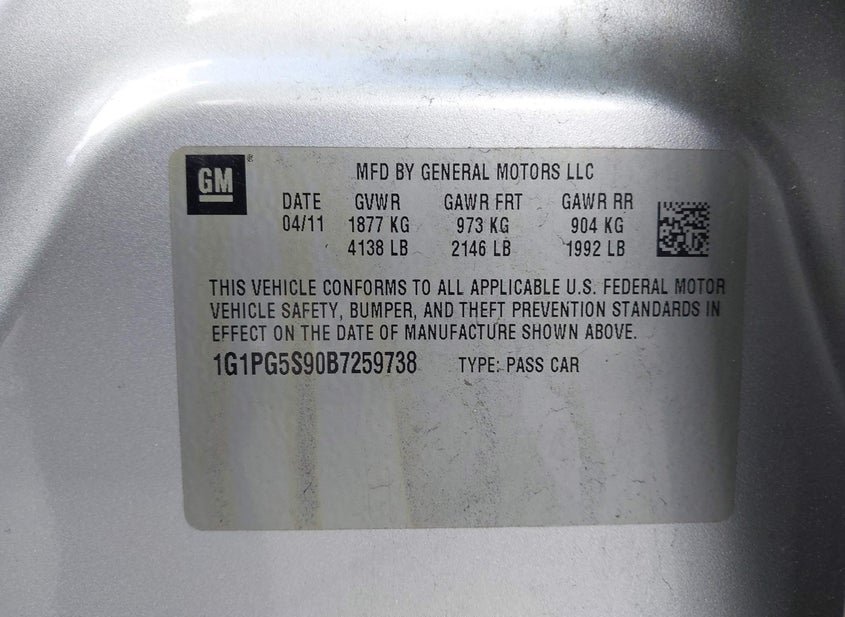 GM ®
MFD BY GENERAL MOTORS LLC
DATE GVWR GAWR FRT GAWR RR
04/11 1877 KG 973 KG 904 KG
4138 LB 2146 LB 1992 LB
THIS VEHICLE CONFORMS TO ALL APPLICABLE U.S. FEDERAL MOTOR
VEHICLE SAFETY, BUMPER, AND THEFT PREVENTION STANDARDS IN
EFFECT ON THE DATE OF MANUFACTURE SHOWN ABOVE.
1G1PG5S90B7259738 TYPE: PASS CAR